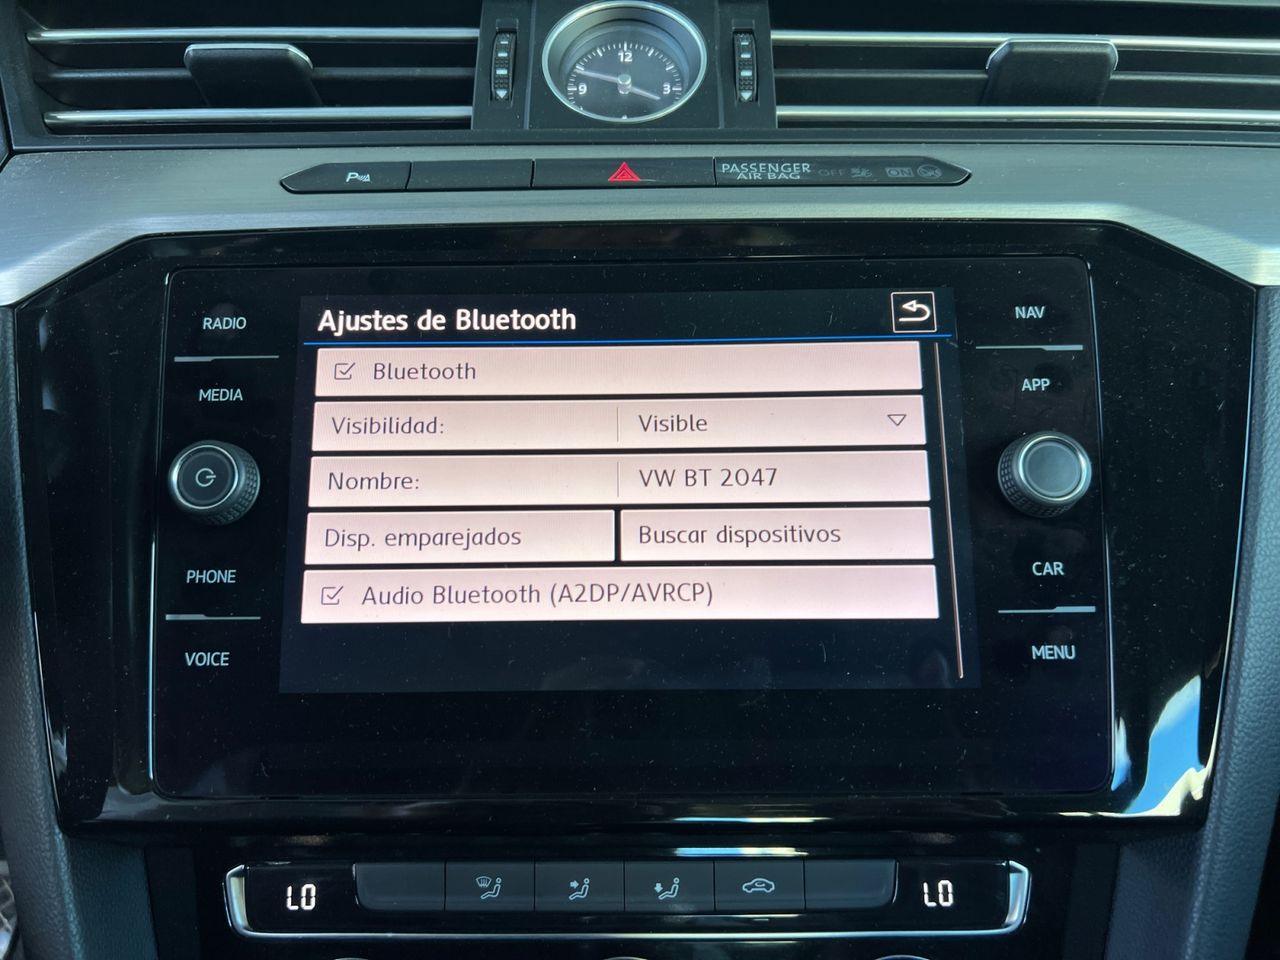 12
9
3
P
PASSENGER
AIR BAG
OFF
ON
RADIO
MEDIA
PHONE
VOICE
Ajustes de Bluetooth
Bluetooth
Visibilidad: Visible
Nombre: VW BT 2047
Disp. emparejados Buscar dispositivos
Audio Bluetooth (A2DP/AVRCP)
NAV
APP
CAR
MENU
LO
LO